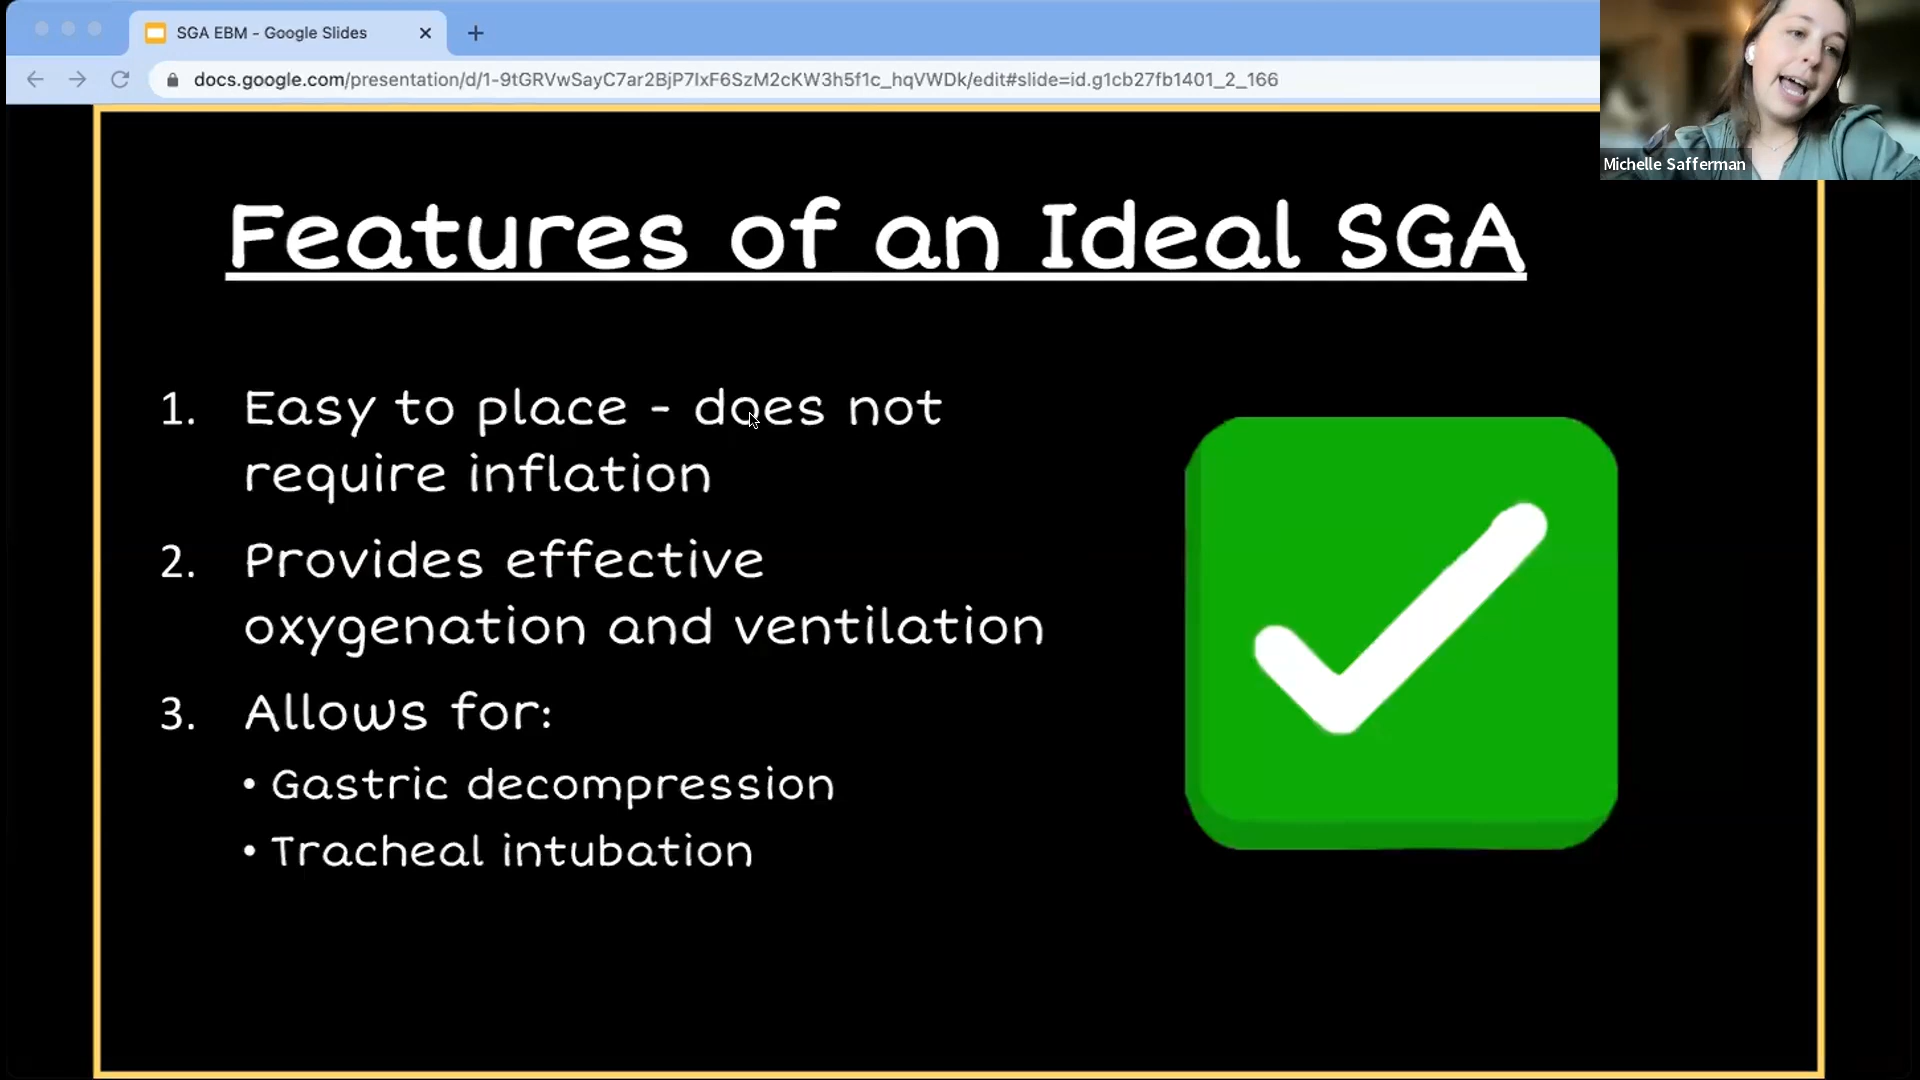 SGA EBM - Google Slides
docs.google.com/presentation/d/1-9tGRVwSayC7ar2BjP7IxF6SzM2cKW3h5f1c_hqVWDk/edit#slide=id.g1cb27fb1401_2_166
Michelle Safferman
Features of an Ideal SGA
1. Easy to place - does not
require inflation
2. Provides effective
oxygenation and ventilation
3. Allows for:
• Gastric decompression
• Tracheal intubation